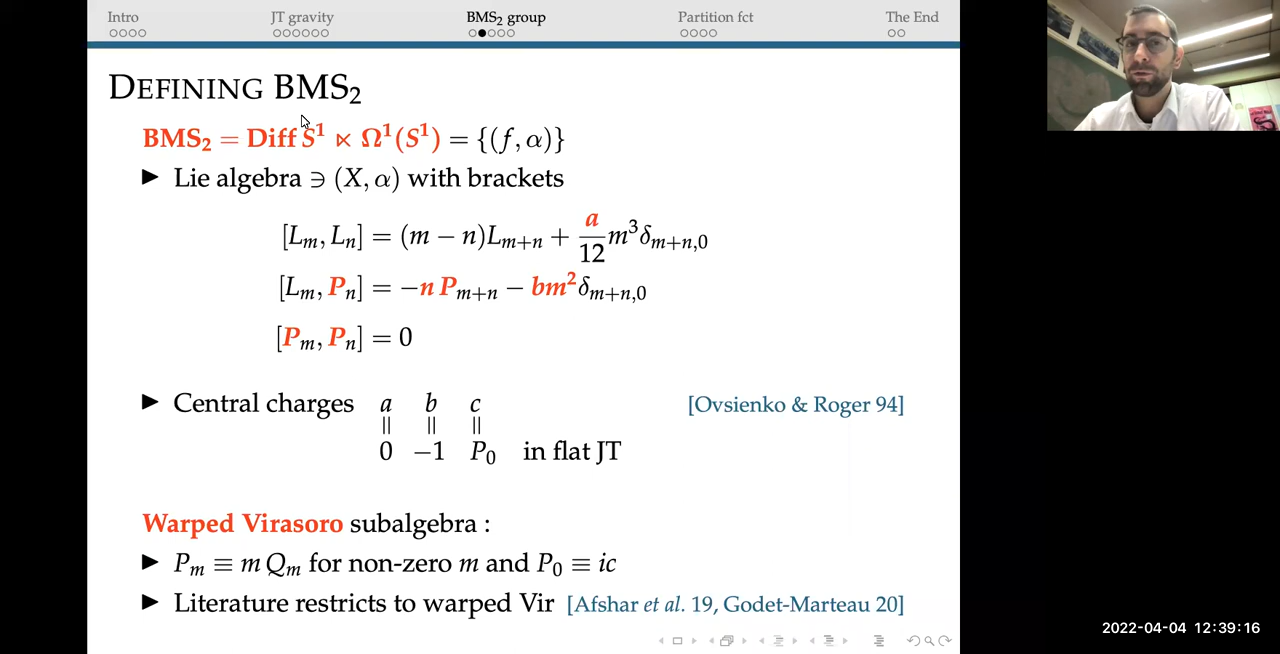 Intro JT gravity BMS₂ group Partition fct The End
DEFINING BMS₂
BMS₂ = Diff S¹ ⋉ Ω¹(S¹) = {(f, α)}
► Lie algebra ∋ (X, α) with brackets
[Lₘ, Lₙ] = (m − n)Lₘ₊ₙ + a/12 m³δₘ₊ₙ,₀
[Lₘ, Pₙ] = −n Pₘ₊ₙ − bm²δₘ₊ₙ,₀
[Pₘ, Pₙ] = 0
► Central charges a b c [Ovsienko & Roger 94]
|| || ||
0 −1 P₀ in flat JT
Warped Virasoro subalgebra :
► Pₘ ≡ m Qₘ for non-zero m and P₀ ≡ ic
► Literature restricts to warped Vir [Afshar et al. 19, Godet-Marteau 20]
2022-04-04 12:39:16